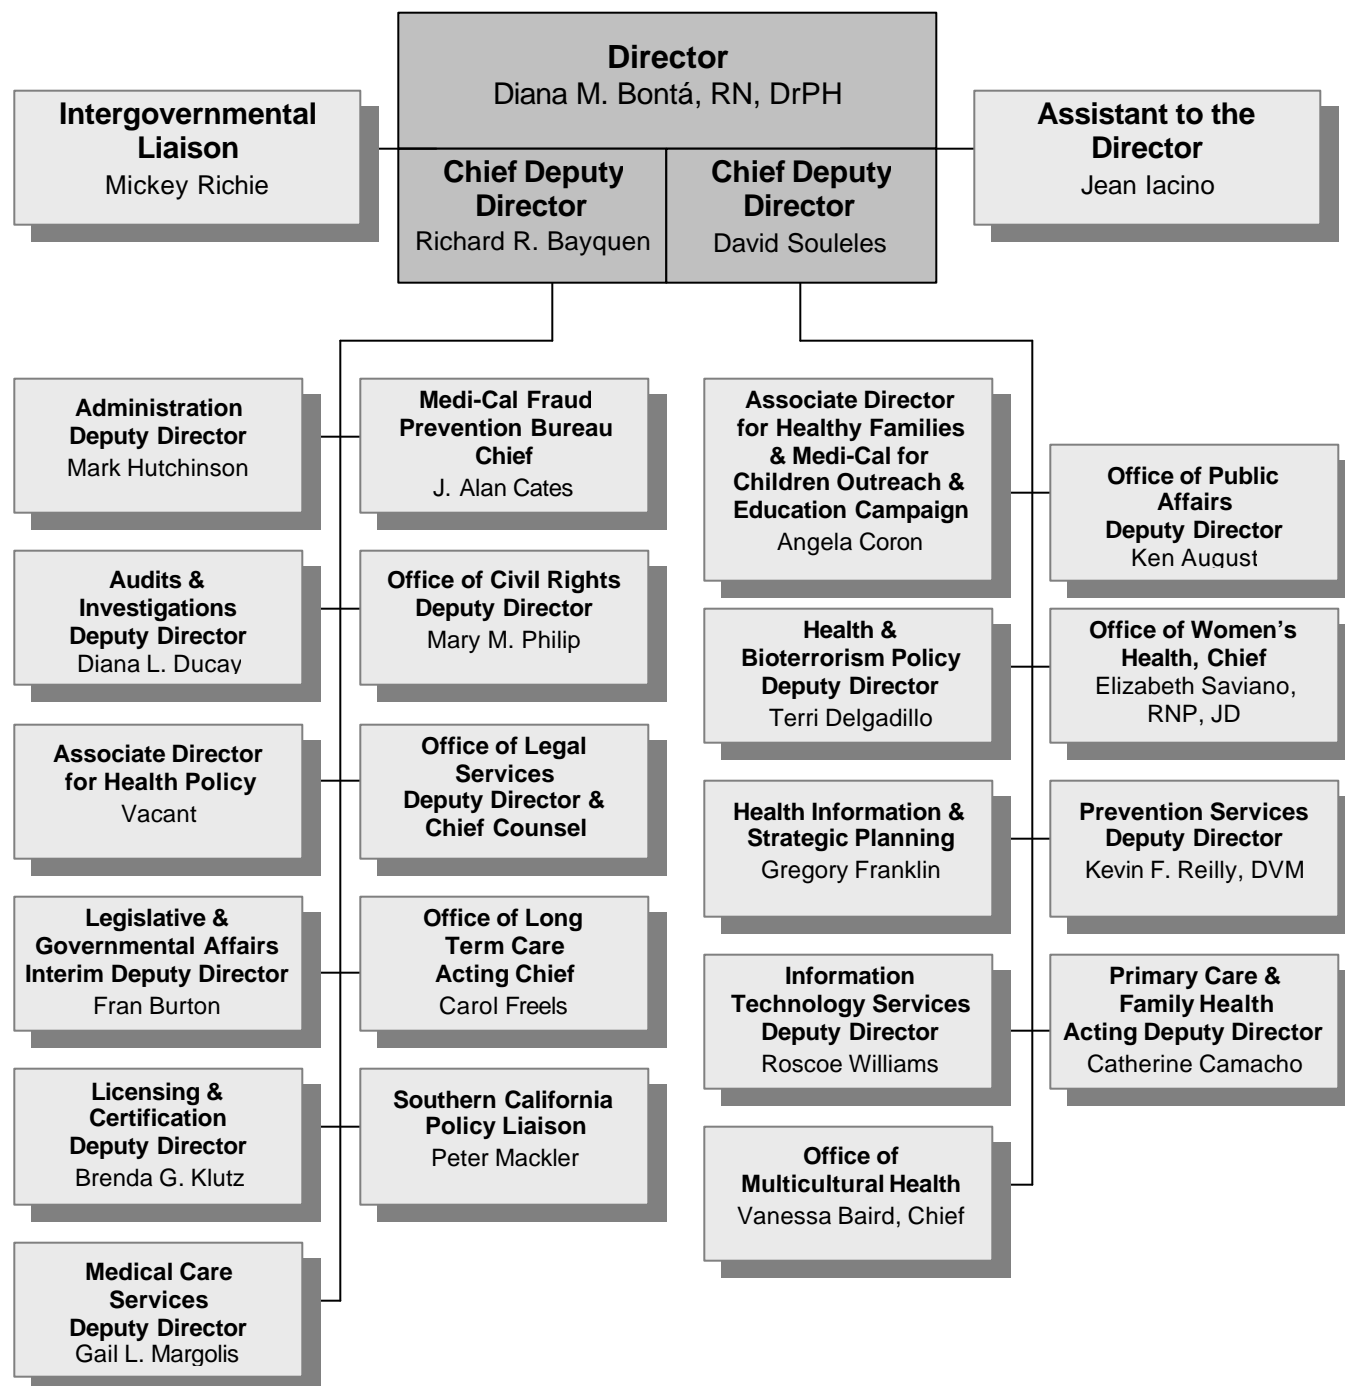 Director
Diana M. Bontá, RN, DrPH
Intergovernmental
Liaison
Mickey Richie
Assistant to the
Director
Jean Iacino
Chief Deputy
Director
Richard R. Bayquen
Chief Deputy
Director
David Souleles
Administration
Deputy Director
Mark Hutchinson
Medi-Cal Fraud
Prevention Bureau
Chief
J. Alan Cates
Audits &
Investigations
Deputy Director
Diana L. Ducay
Office of Civil Rights
Deputy Director
Mary M. Philip
Associate Director
for Health Policy
Vacant
Office of Legal
Services
Deputy Director &
Chief Counsel
Legislative &
Governmental Affairs
Interim Deputy Director
Fran Burton
Office of Long
Term Care
Acting Chief
Carol Freels
Licensing &
Certification
Deputy Director
Brenda G. Klutz
Southern California
Policy Liaison
Peter Mackler
Medical Care
Services
Deputy Director
Gail L. Margolis
Associate Director
for Healthy Families
& Medi-Cal for
Children Outreach &
Education Campaign
Angela Coron
Office of Public
Affairs
Deputy Director
Ken August
Health &
Bioterrorism Policy
Deputy Director
Terri Delgadillo
Office of Women's
Health, Chief
Elizabeth Saviano,
RNP, JD
Health Information &
Strategic Planning
Gregory Franklin
Prevention Services
Deputy Director
Kevin F. Reilly, DVM
Information
Technology Services
Deputy Director
Roscoe Williams
Primary Care &
Family Health
Acting Deputy Director
Catherine Camacho
Office of
Multicultural Health
Vanessa Baird, Chief